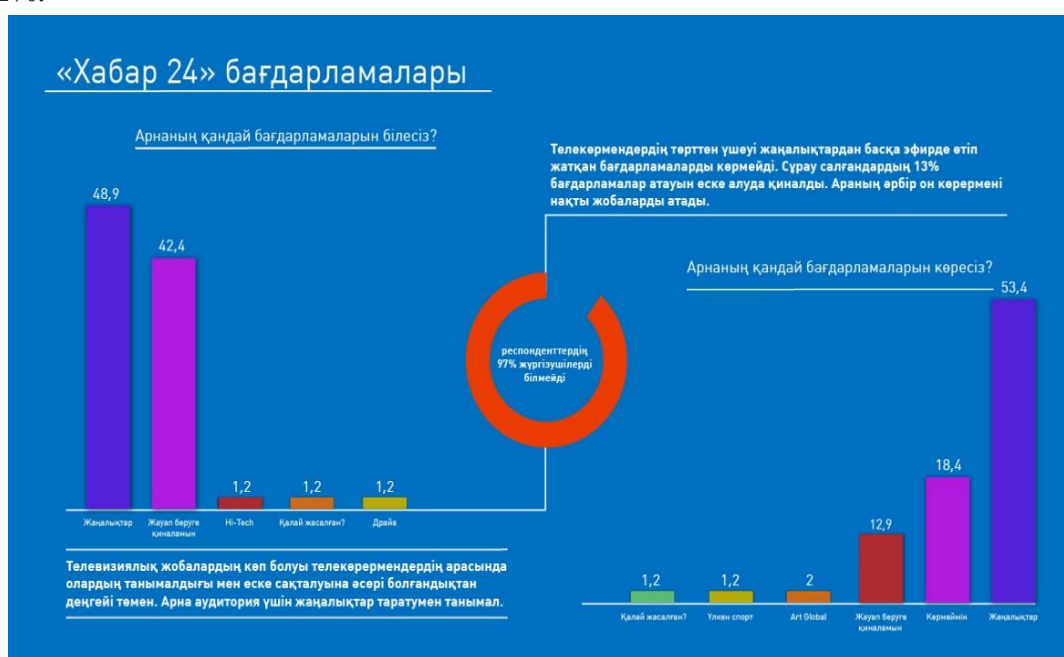 «Хабар 24» бағдарламалары
Арнаның қандай бағдарламаларын білесіз?
48,9
42,4
1,2
1,2
1,2
Жаңалықтар
Жауап беруге
қиналамын
Hi-Tech
Қалай жасалған?
Драйв
Телевизиялық жобалардың көп болуы телекөрермендердің арасында
олардың танымалдығы мен еске сақталуына әсері болғандықтан
деңгейі төмен. Арна аудитория үшін жаңалықтар таратумен танымал.
респонденттердің
97% жүргізушілерді
білмейді
Телекөрмендердің төрттен үшеуі жаңалықтардан басқа эфирде өтіп
жатқан бағдарламаларды көрмейді. Сұрау салғандардың 13%
бағдарламалар атауын еске алуда қиналды. Араның әрбір он көрермені
нақты жобаларды атады.
Арнаның қандай бағдарламаларын көресіз?
1,2
1,2
2
12,9
18,4
53,4
Қалай жасалған?
Үлкен спорт
Art Global
Жауап беруге
қиналамын
Көрмеймін
Жаңалықтар